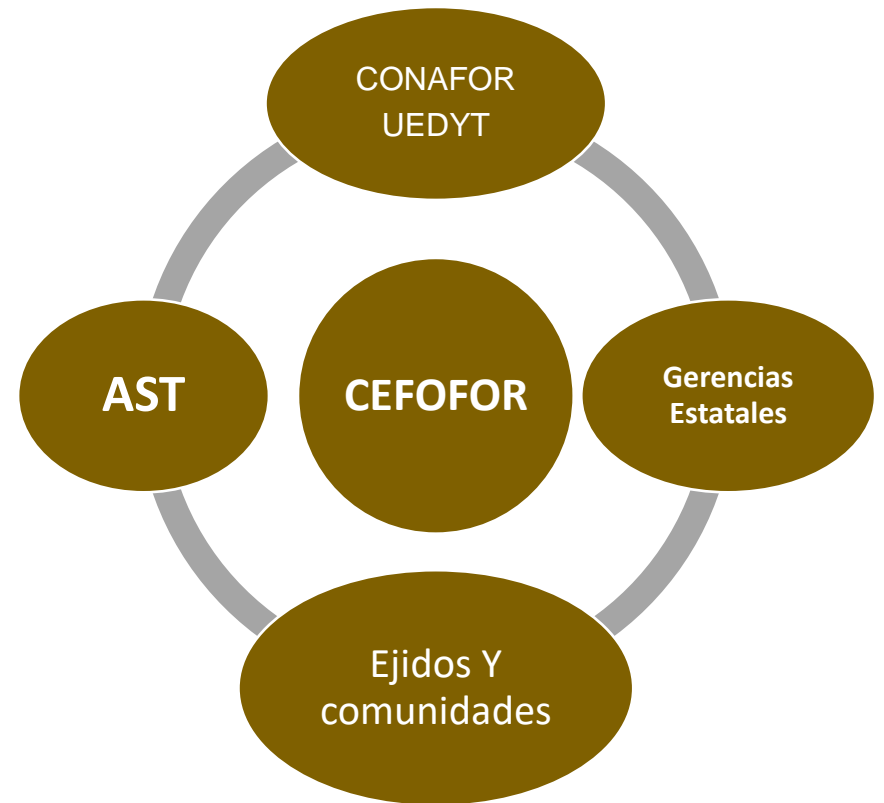 CONAFOR
UEDYT
AST
CEFOFOR
Gerencias
Estatales
Ejidos Y
comunidades